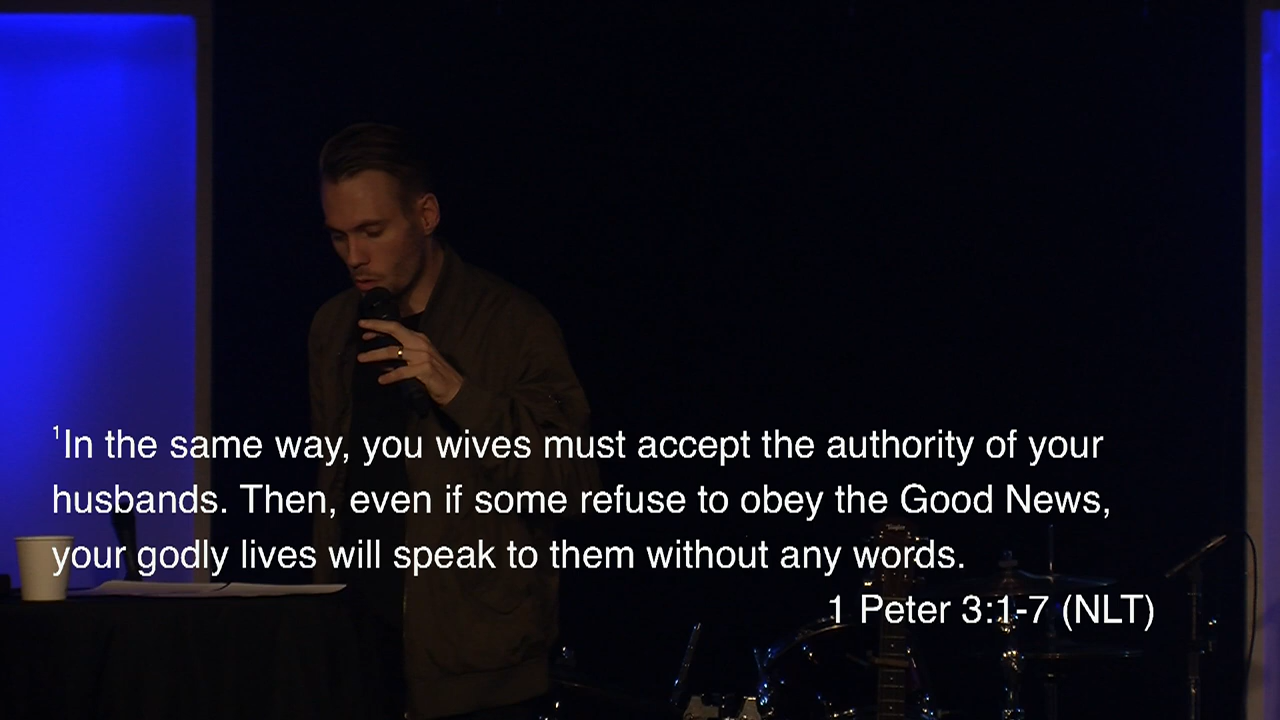 ¹In the same way, you wives must accept the authority of your
husbands. Then, even if some refuse to obey the Good News,
your godly lives will speak to them without any words.
1 Peter 3:1-7 (NLT)
Taylor